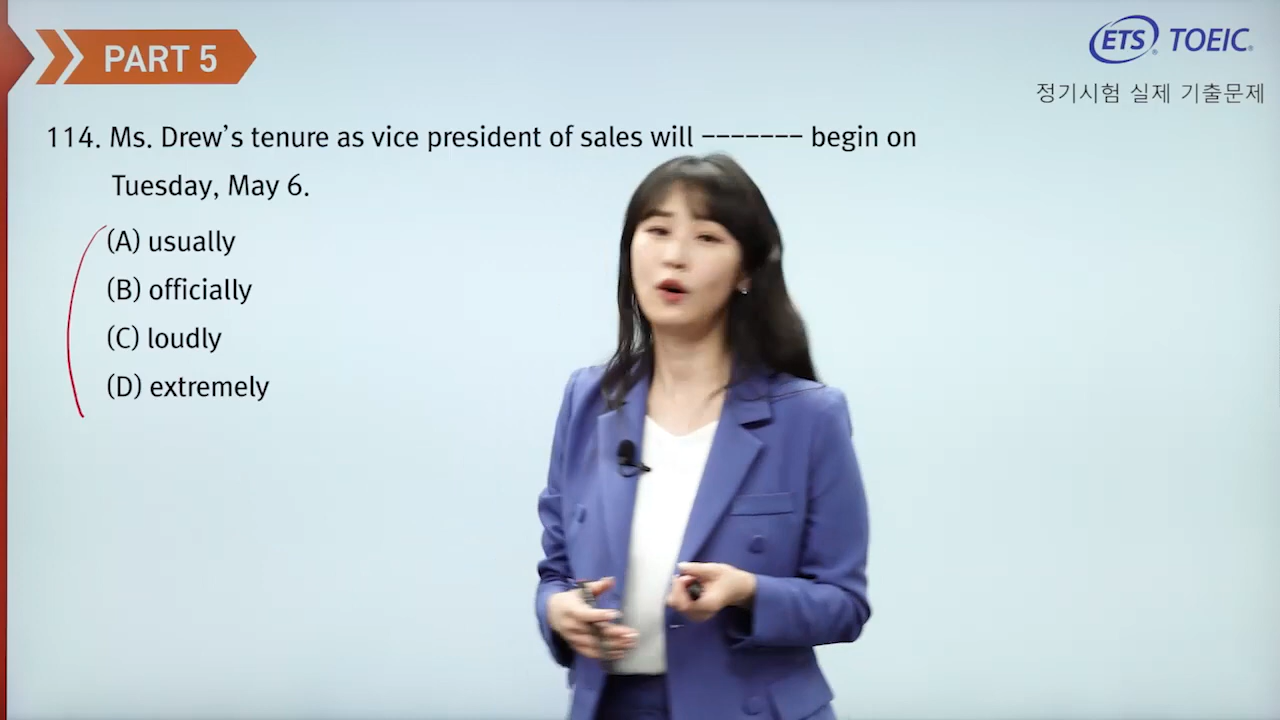 PART 5
ETS TOEIC
정기시험 실제 기출문제
114. Ms. Drew's tenure as vice president of sales will ------- begin on
Tuesday, May 6.
(A) usually
(B) officially
(C) loudly
(D) extremely